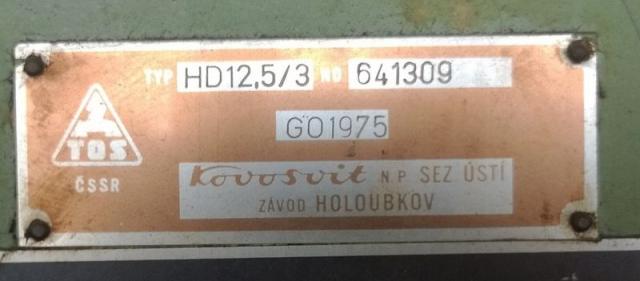 TYP HD12,5/3 NO 641309
GO1975
TOS
ČSSR
Kovosvit N.P. SEZ ÚSTÍ
ZÁVOD HOLOUBKOV